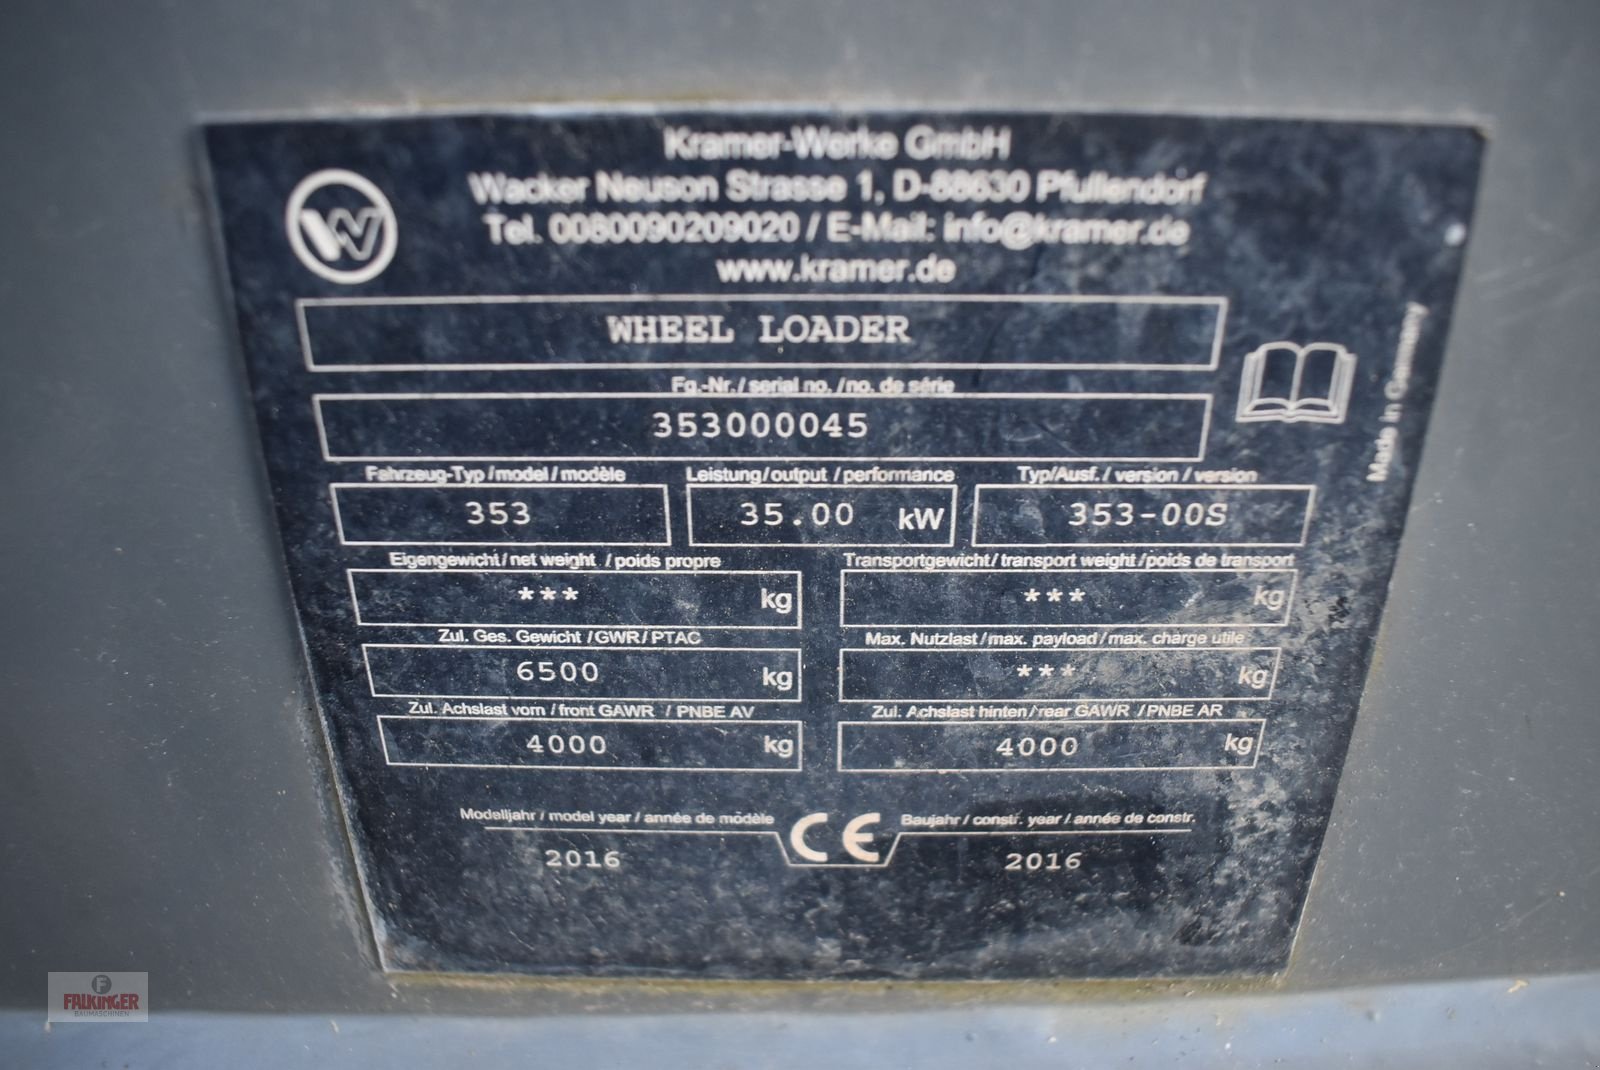 Kramer-Werke GmbH
Wacker Neuson Strasse 1, D-88630 Pfullendorf
Tel. 0080090209020 / E-Mail: info@kramer.de
www.kramer.de
WHEEL LOADER
Fg.-Nr./ serial no. /no. de série
353000045
Made in Germany
Fahrzeug-Typ/model/modèle Leistung/output /performance Typ/Ausf./ version /version
353 35.00 kW 353-00S
Eigengewicht/net weight /poids propre Transportgewicht/transport weight/poids de transport
*** kg *** kg
Zul. Ges. Gewicht /GWR/PTAC Max. Nutzlast/max. payload/max. charge utile
6500 kg *** kg
Zul. Achslast vorn /front GAWR /PNBE AV Zul. Achslast hinten/rear GAWR /PNBE AR
4000 kg 4000 kg
Modelljahr / model year / année de modèle CE Baujahr / constr. year / année de constr.
2016 2016
F
FALKINGER
BAUMASCHINEN